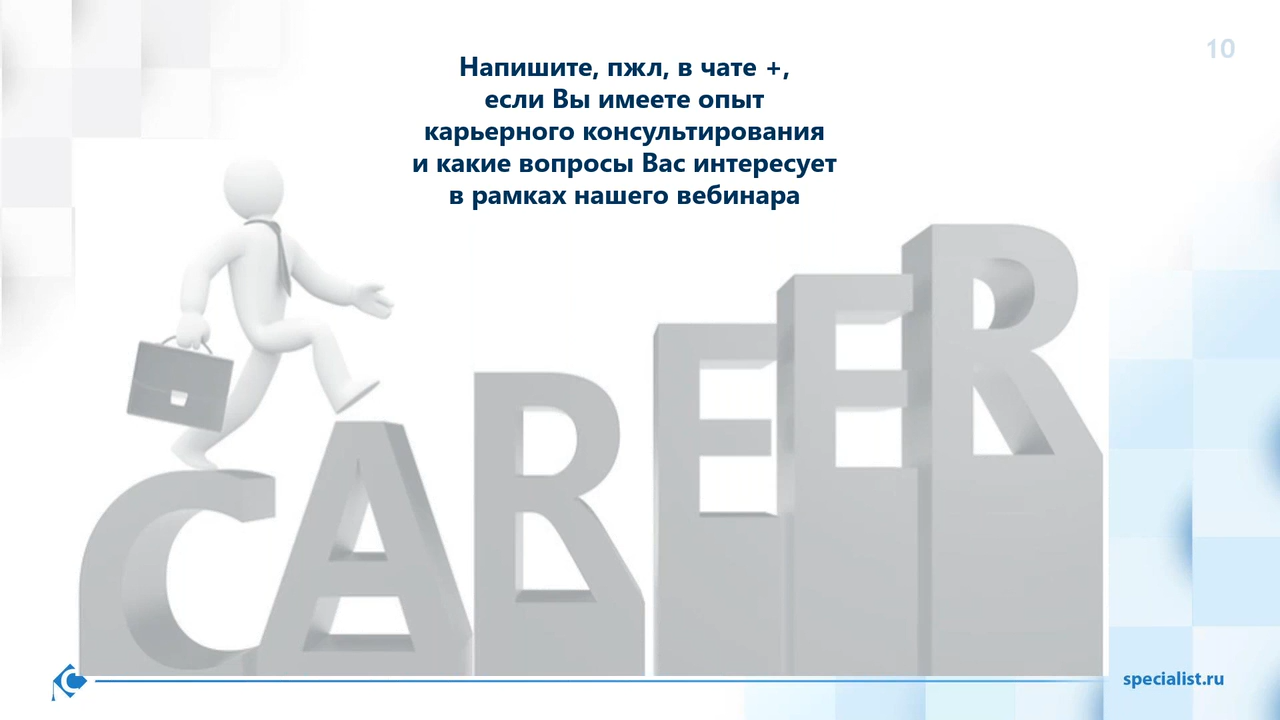 10
Напишите, пжл, в чате +,
если Вы имеете опыт
карьерного консультирования
и какие вопросы Вас интересует
в рамках нашего вебинара
CAREER
specialist.ru